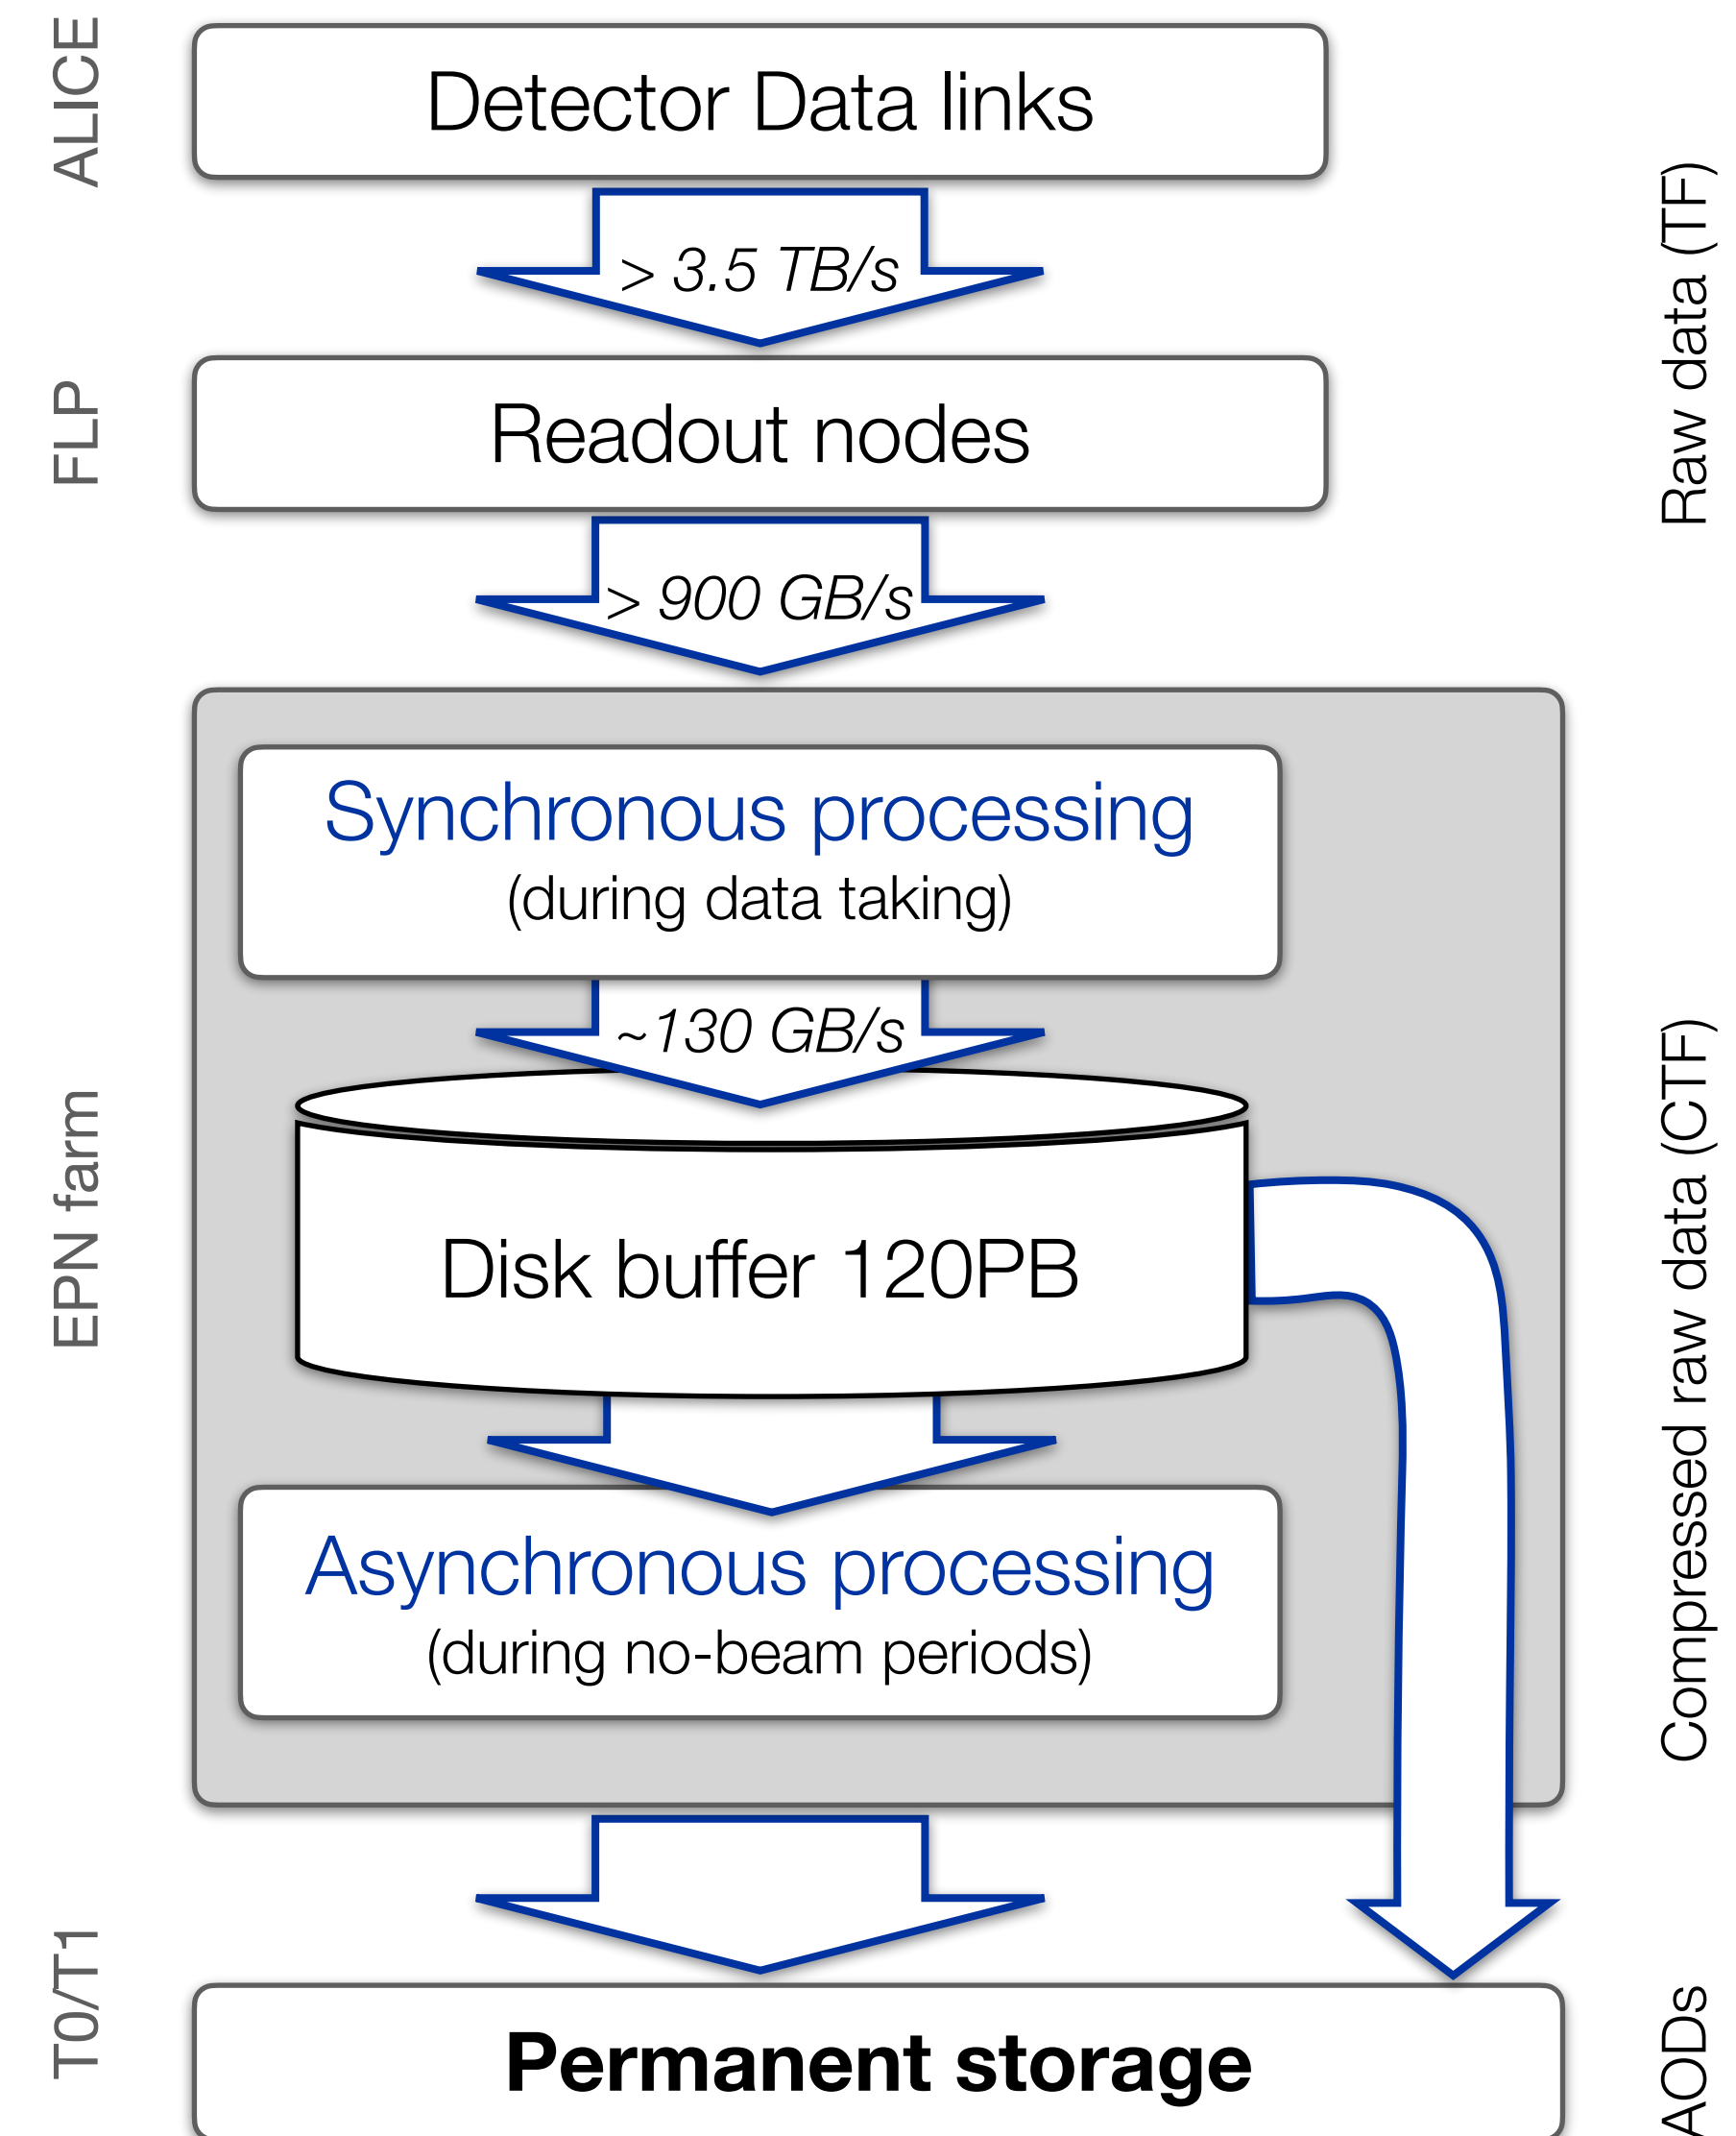 ALICE
Detector Data links
> 3.5 TB/s
Raw data (TF)
FLP
Readout nodes
> 900 GB/s
Synchronous processing
(during data taking)
~130 GB/s
EPN farm
Disk buffer 120PB
Compressed raw data (CTF)
Asynchronous processing
(during no-beam periods)
T0/T1
Permanent storage
AODs